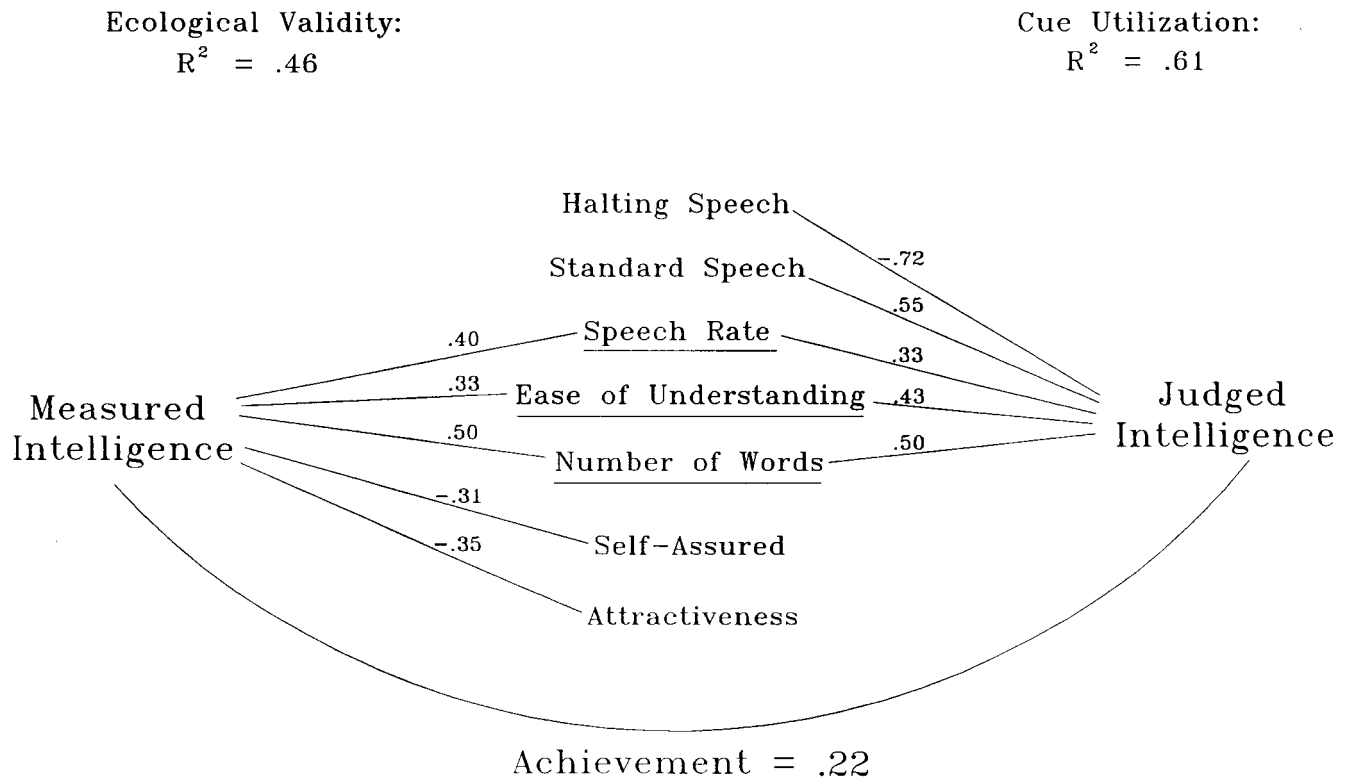 Ecological Validity:
R² = .46
Cue Utilization:
R² = .61
Halting Speech
-.72
Standard Speech
.55
.40
Speech Rate
.33
.33
Ease of Understanding
.43
Measured
Intelligence
Judged
Intelligence
.50
Number of Words
.50
-.31
Self-Assured
-.35
Attractiveness
Achievement = .22